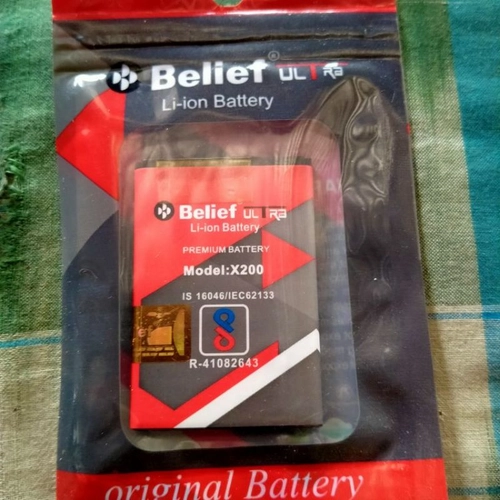 Belief® ULTRA
Li-ion Battery
Belief ULTRA
Li-ion Battery
PREMIUM BATTERY
Model:X200
IS 16046/IEC62133
R-41082643
original Battery